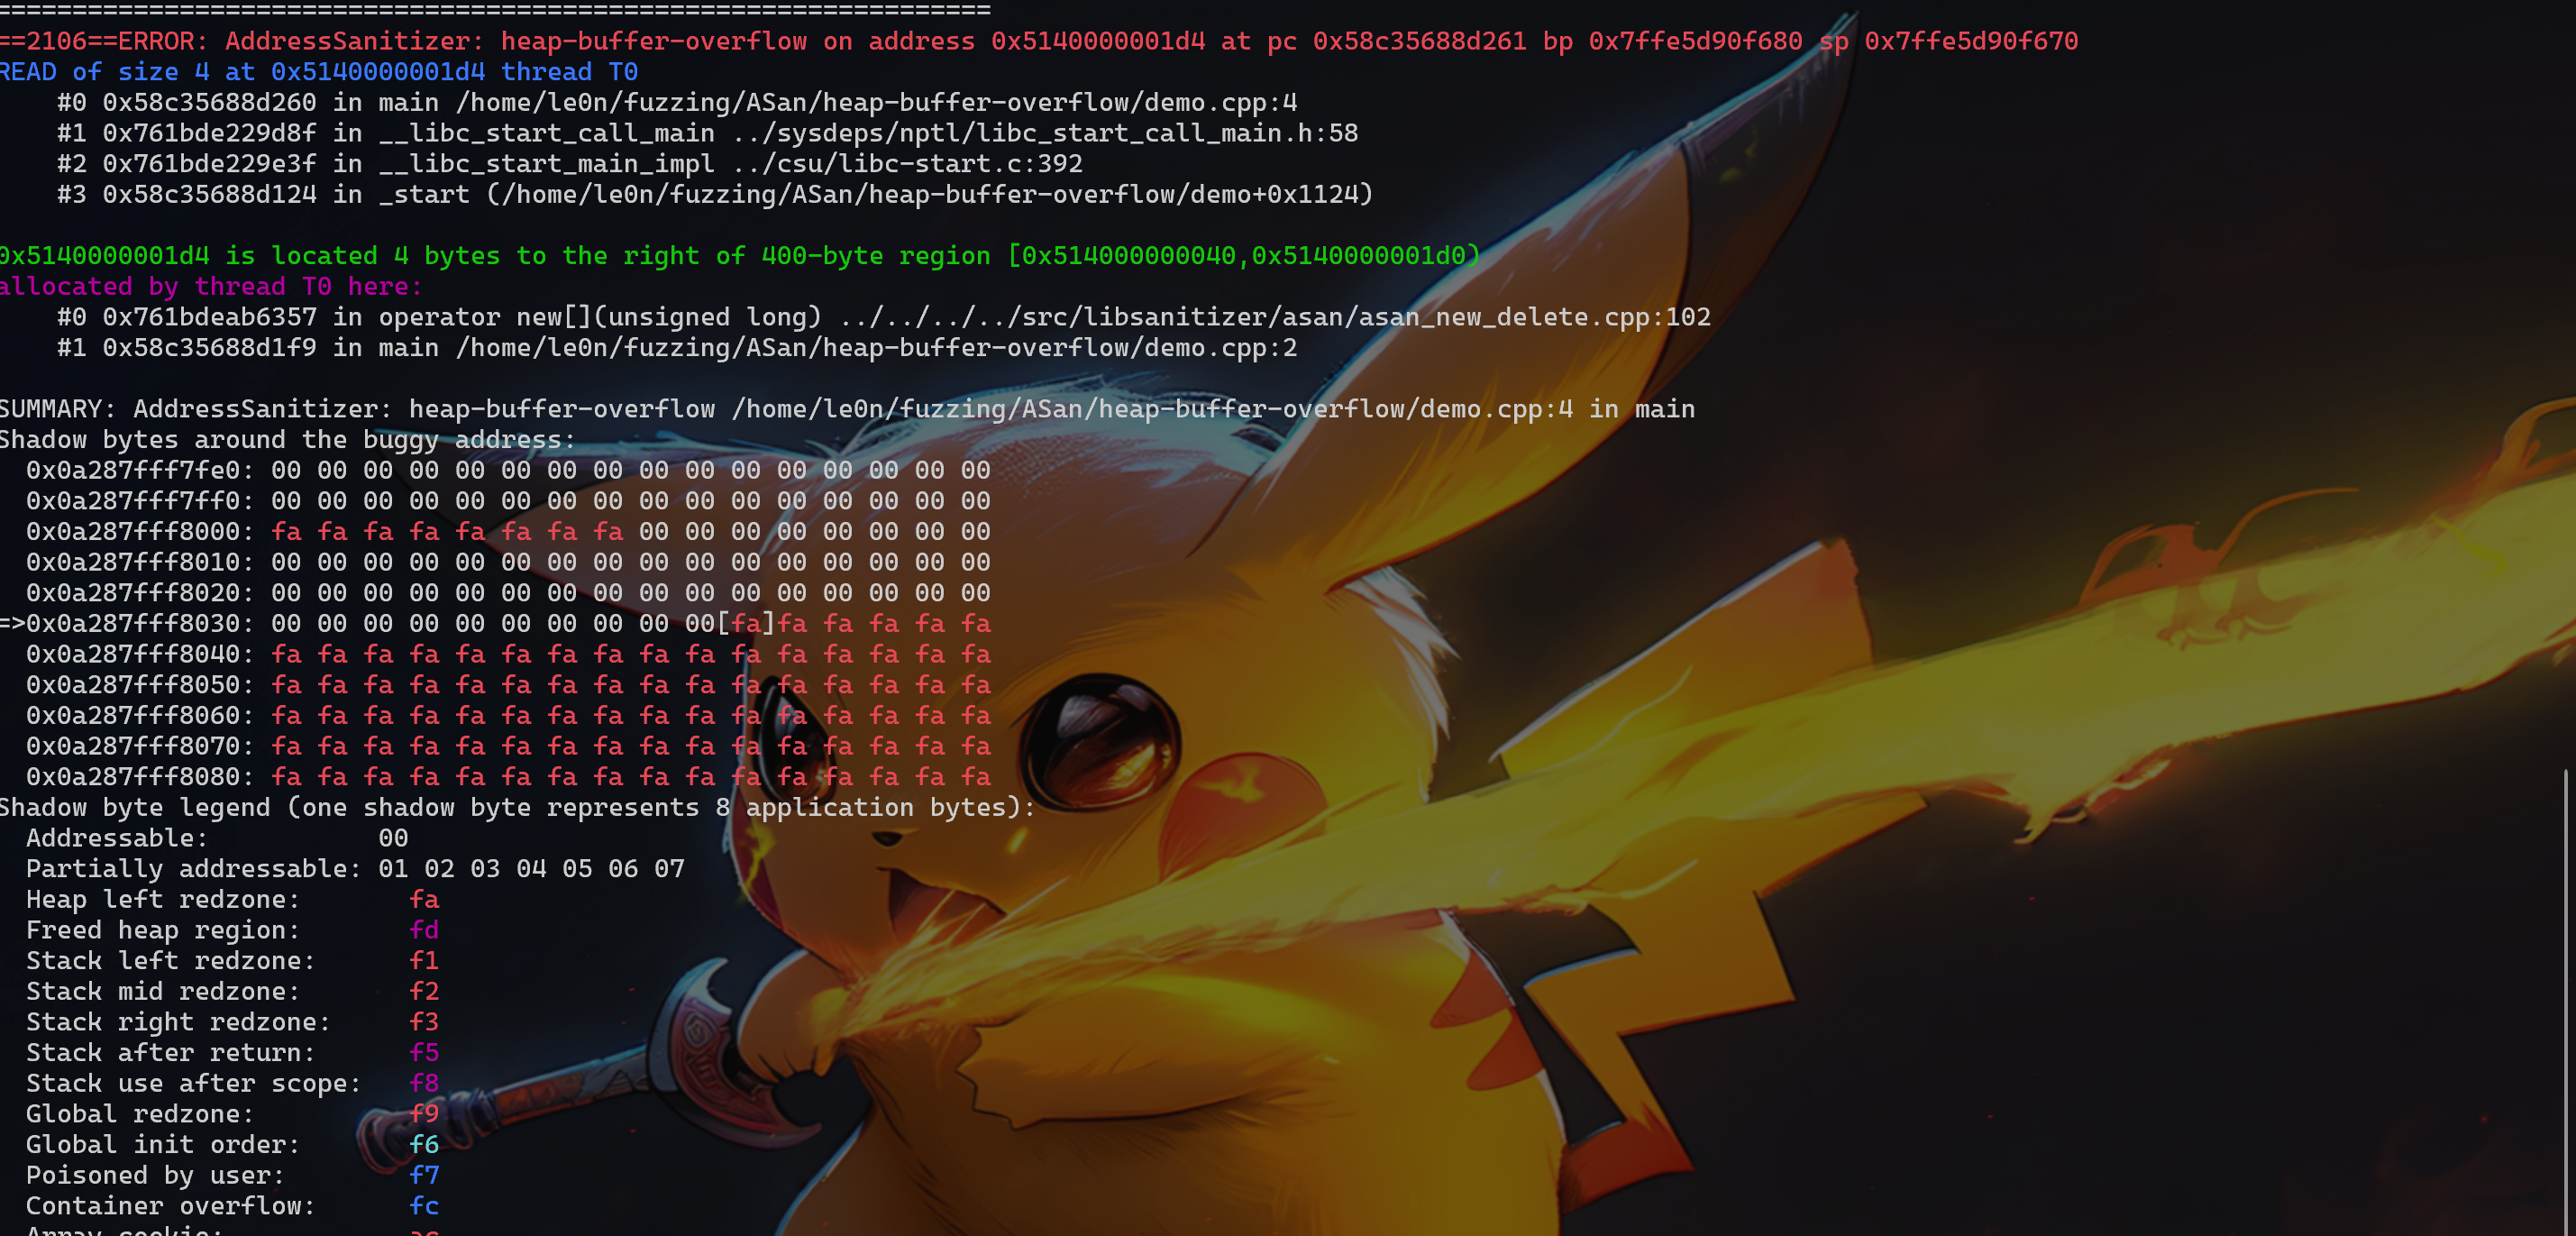 =================================================================
==2106==ERROR: AddressSanitizer: heap-buffer-overflow on address 0x5140000001d4 at pc 0x58c35688d261 bp 0x7ffe5d90f680 sp 0x7ffe5d90f670
READ of size 4 at 0x5140000001d4 thread T0
    #0 0x58c35688d260 in main /home/le0n/fuzzing/ASan/heap-buffer-overflow/demo.cpp:4
    #1 0x761bde229d8f in __libc_start_call_main ../sysdeps/nptl/libc_start_call_main.h:58
    #2 0x761bde229e3f in __libc_start_main_impl ../csu/libc-start.c:392
    #3 0x58c35688d124 in _start (/home/le0n/fuzzing/ASan/heap-buffer-overflow/demo+0x1124)

0x5140000001d4 is located 4 bytes to the right of 400-byte region [0x514000000040,0x5140000001d0)
allocated by thread T0 here:
    #0 0x761bdeab6357 in operator new[](unsigned long) ../../../../src/libsanitizer/asan/asan_new_delete.cpp:102
    #1 0x58c35688d1f9 in main /home/le0n/fuzzing/ASan/heap-buffer-overflow/demo.cpp:2

SUMMARY: AddressSanitizer: heap-buffer-overflow /home/le0n/fuzzing/ASan/heap-buffer-overflow/demo.cpp:4 in main
Shadow bytes around the buggy address:
  0x0a287fff7fe0: 00 00 00 00 00 00 00 00 00 00 00 00 00 00 00 00
  0x0a287fff7ff0: 00 00 00 00 00 00 00 00 00 00 00 00 00 00 00 00
  0x0a287fff8000: fa fa fa fa fa fa fa fa 00 00 00 00 00 00 00 00
  0x0a287fff8010: 00 00 00 00 00 00 00 00 00 00 00 00 00 00 00 00
  0x0a287fff8020: 00 00 00 00 00 00 00 00 00 00 00 00 00 00 00 00
=>0x0a287fff8030: 00 00 00 00 00 00 00 00 00 00[fa]fa fa fa fa fa
  0x0a287fff8040: fa fa fa fa fa fa fa fa fa fa fa fa fa fa fa fa
  0x0a287fff8050: fa fa fa fa fa fa fa fa fa fa fa fa fa fa fa fa
  0x0a287fff8060: fa fa fa fa fa fa fa fa fa fa fa fa fa fa fa fa
  0x0a287fff8070: fa fa fa fa fa fa fa fa fa fa fa fa fa fa fa fa
  0x0a287fff8080: fa fa fa fa fa fa fa fa fa fa fa fa fa fa fa fa
Shadow byte legend (one shadow byte represents 8 application bytes):
  Addressable:           00
  Partially addressable: 01 02 03 04 05 06 07
  Heap left redzone:       fa
  Freed heap region:       fd
  Stack left redzone:      f1
  Stack mid redzone:       f2
  Stack right redzone:     f3
  Stack after return:      f5
  Stack use after scope:   f8
  Global redzone:          f9
  Global init order:       f6
  Poisoned by user:        f7
  Container overflow:      fc
  Array cookie:            ac